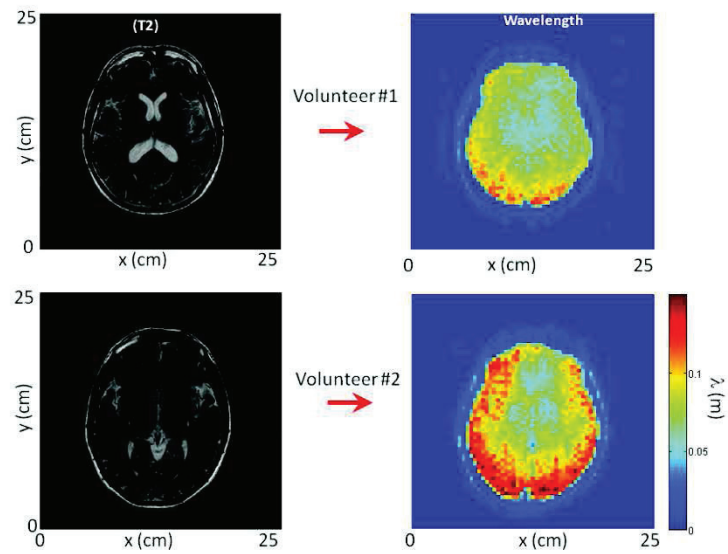 25
(T2)
Wavelength
Volunteer #1
y (cm)
0
x (cm)
25
0
x (cm)
25
25
Volunteer #2
y (cm)
0.1
0.05
0
λ (m)
0
x (cm)
25
0
x (cm)
25